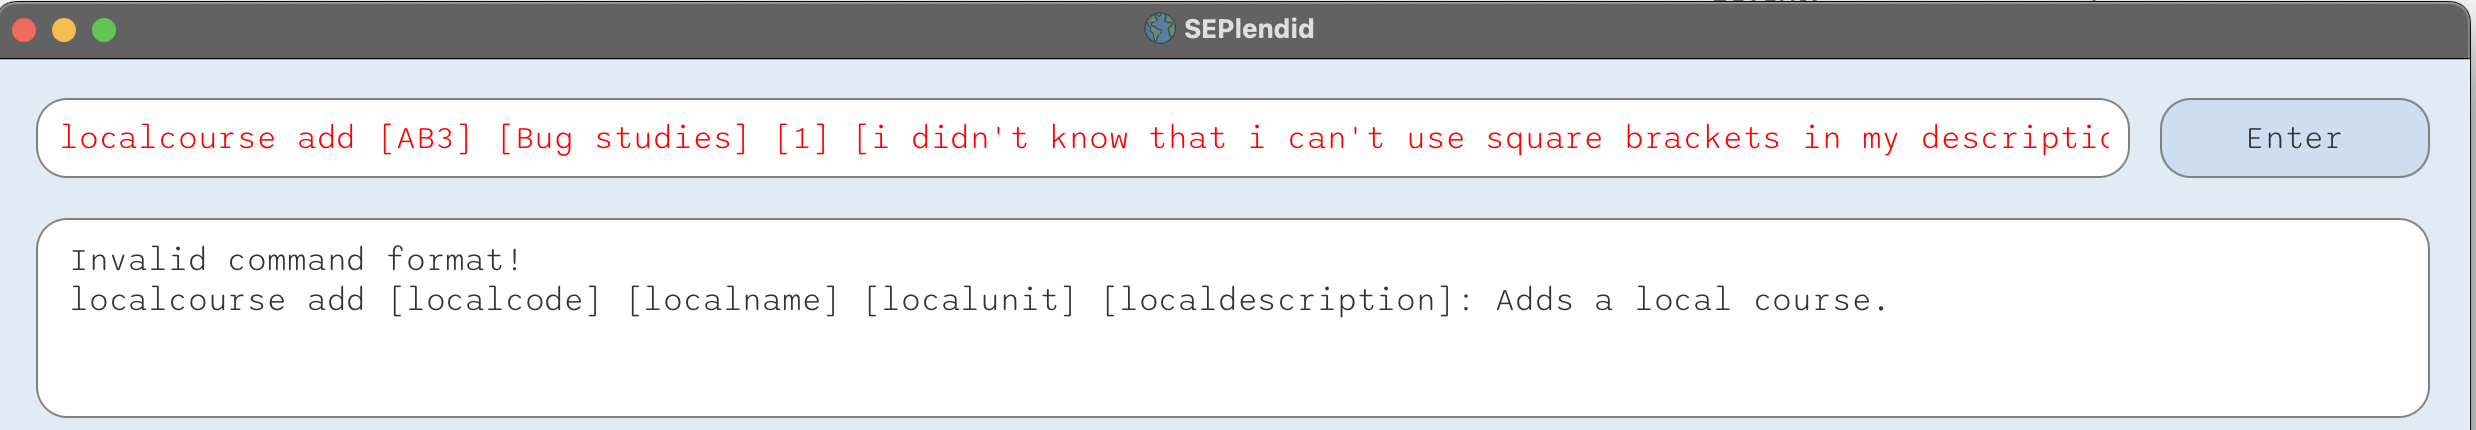 SEPlendid
localcourse add [AB3] [Bug studies] [1] [i didn't know that i can't use square brackets in my
Enter
Invalid command format!
localcourse add [localcode] [localname] [localunit] [localdescription]: Adds a local course.